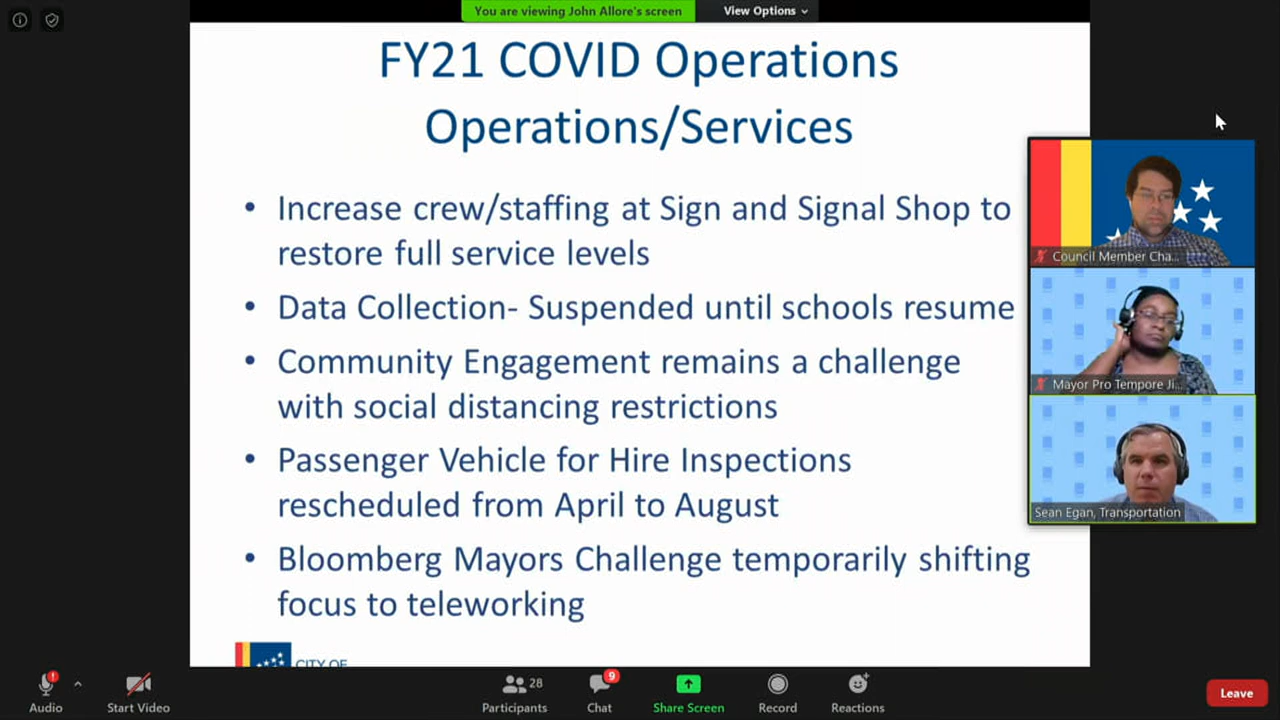 You are viewing John Allore's screen
View Options
FY21 COVID Operations
Operations/Services
• Increase crew/staffing at Sign and Signal Shop to
restore full service levels
• Data Collection- Suspended until schools resume
• Community Engagement remains a challenge
with social distancing restrictions
• Passenger Vehicle for Hire Inspections
rescheduled from April to August
• Bloomberg Mayors Challenge temporarily shifting
focus to teleworking
CITY OF
Council Member Cha...
Mayor Pro Tempore Ji...
Sean Egan, Transportation
Audio
Start Video
Participants
28
Chat
9
Share Screen
Record
Reactions
Leave